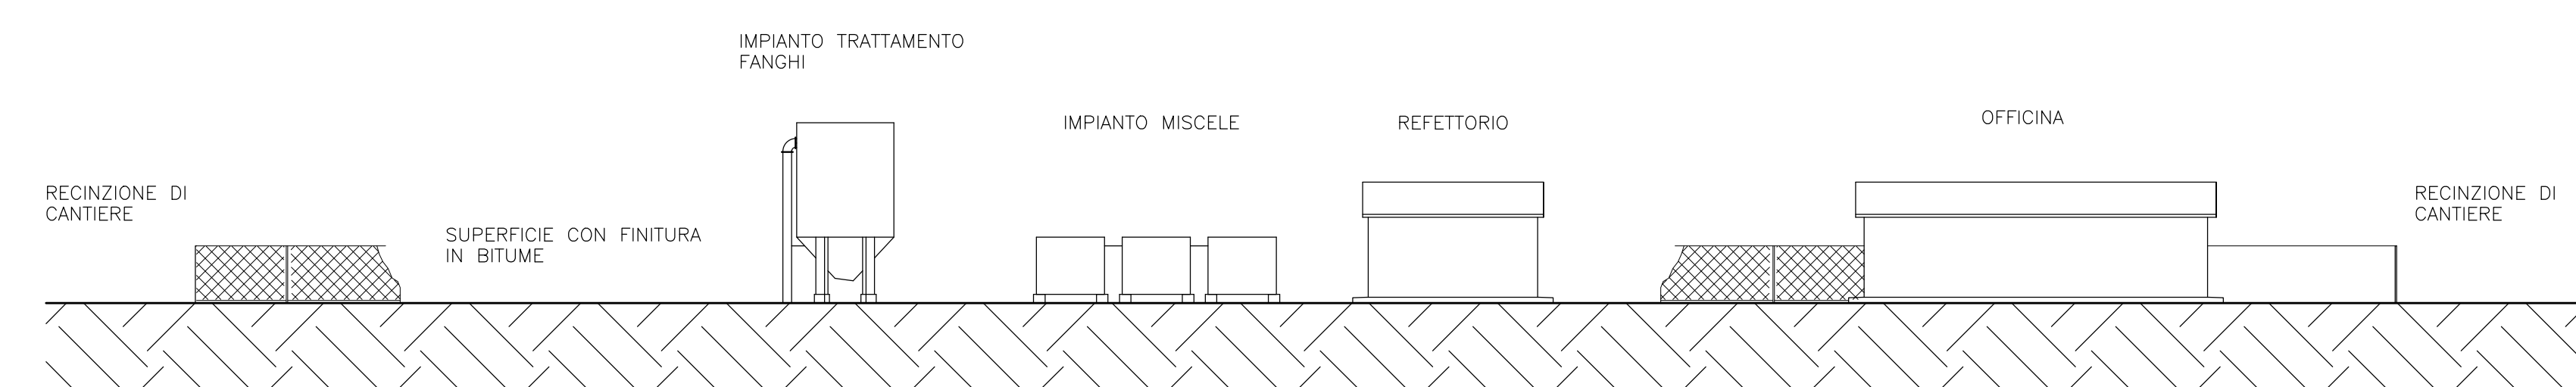 IMPIANTO TRATTAMENTO
FANGHI
IMPIANTO MISCELE
REFETTORIO
OFFICINA
RECINZIONE DI
CANTIERE
SUPERFICIE CON FINITURA
IN BITUME
RECINZIONE DI
CANTIERE